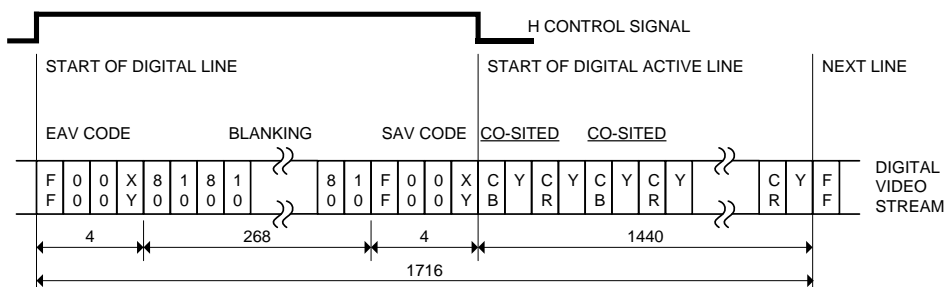 H CONTROL SIGNAL
START OF DIGITAL LINE START OF DIGITAL ACTIVE LINE NEXT LINE
EAV CODE BLANKING SAV CODE CO-SITED CO-SITED
F 0 0 X 8 1 8 1 8 1 F 0 0 X C Y C Y C Y C Y C Y F
F 0 0 Y 0 0 0 0 0 0 F 0 0 Y B R B R R F
DIGITAL
VIDEO
STREAM
4 268 4 1440
1716